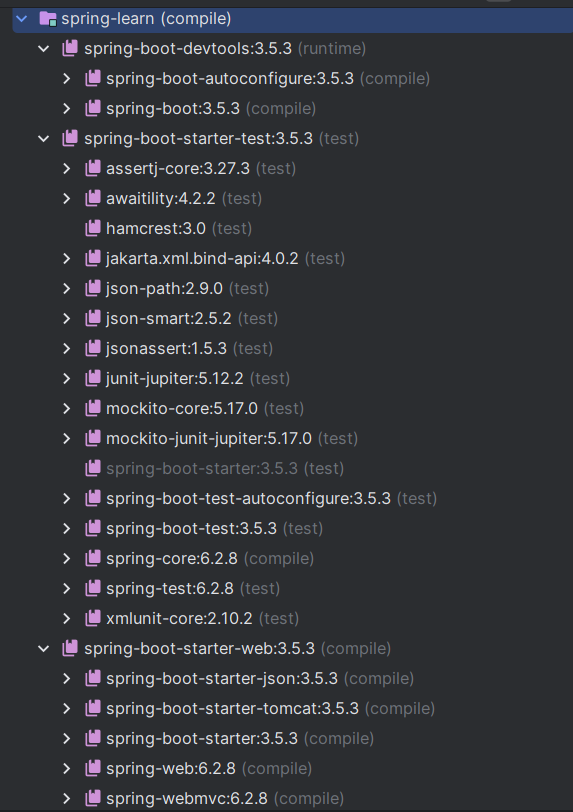 spring-learn (compile)
spring-boot-devtools:3.5.3 (runtime)
spring-boot-autoconfigure:3.5.3 (compile)
spring-boot:3.5.3 (compile)
spring-boot-starter-test:3.5.3 (test)
assertj-core:3.27.3 (test)
awaitility:4.2.2 (test)
hamcrest:3.0 (test)
jakarta.xml.bind-api:4.0.2 (test)
json-path:2.9.0 (test)
json-smart:2.5.2 (test)
jsonassert:1.5.3 (test)
junit-jupiter:5.12.2 (test)
mockito-core:5.17.0 (test)
mockito-junit-jupiter:5.17.0 (test)
spring-boot-starter:3.5.3 (test)
spring-boot-test-autoconfigure:3.5.3 (test)
spring-boot-test:3.5.3 (test)
spring-core:6.2.8 (compile)
spring-test:6.2.8 (test)
xmlunit-core:2.10.2 (test)
spring-boot-starter-web:3.5.3 (compile)
spring-boot-starter-json:3.5.3 (compile)
spring-boot-starter-tomcat:3.5.3 (compile)
spring-boot-starter:3.5.3 (compile)
spring-web:6.2.8 (compile)
spring-webmvc:6.2.8 (compile)